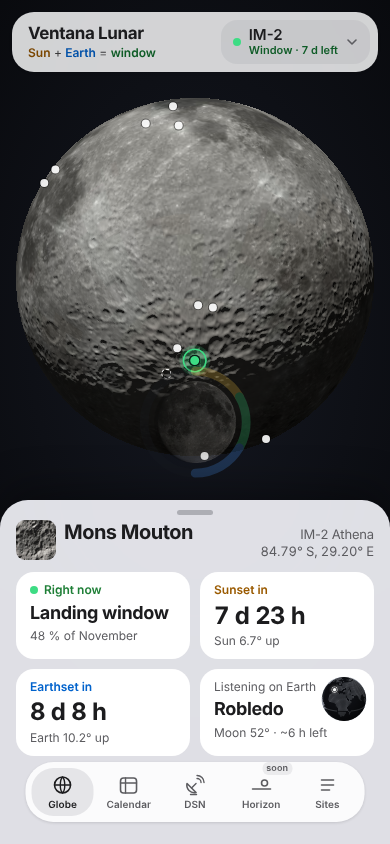 Ventana Lunar
Sun + Earth = window
IM-2
Window · 7 d left
Mons Mouton
IM-2 Athena
84.79° S, 29.20° E
Right now
Landing window
48 % of November
Sunset in
7 d 23 h
Sun 6.7° up
Earthset in
8 d 8 h
Earth 10.2° up
Listening on Earth
Robledo
Moon 52° · ~6 h left
soon
Globe
Calendar
DSN
Horizon
Sites